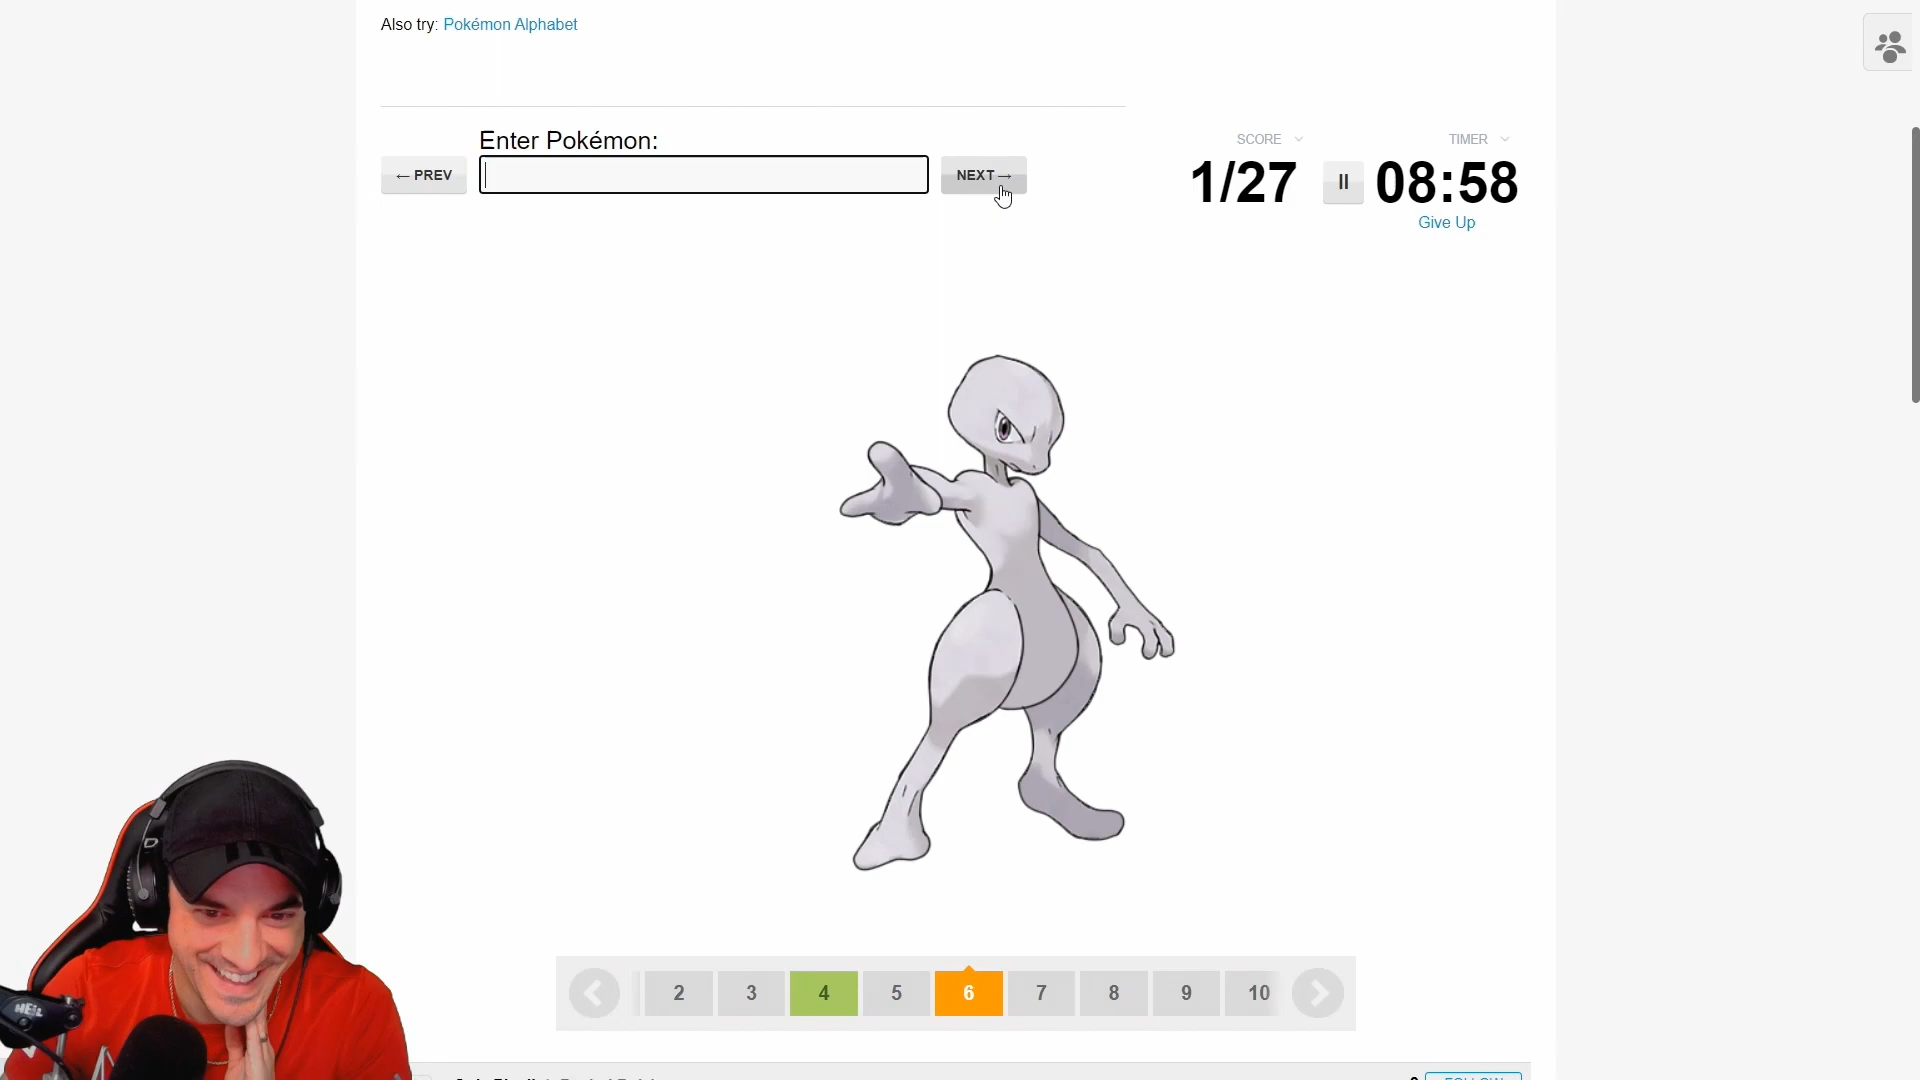 Also try: Pokémon Alphabet
Enter Pokémon:
← PREV
NEXT →
SCORE
1/27
TIMER
08:58
Give Up
2 3 4 5 6 7 8 9 10
HEIL